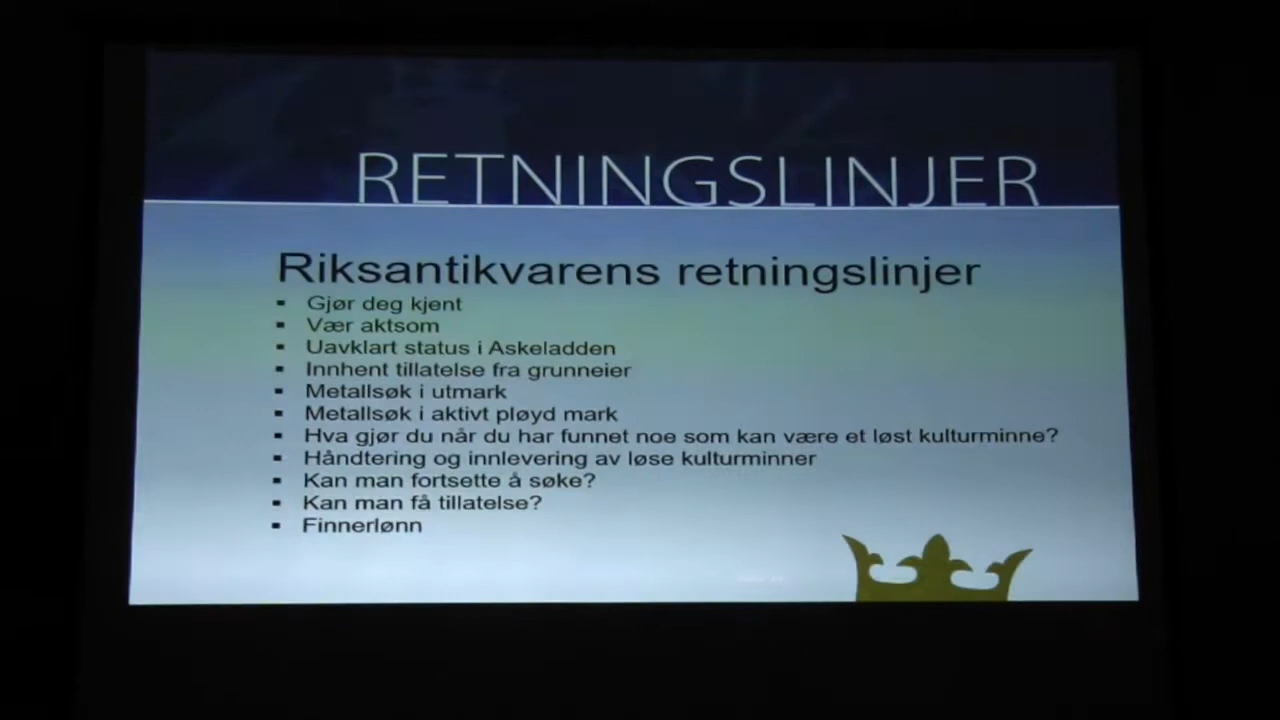 RETNINGSLINJER
Riksantikvarens retningslinjer
▪ Gjør deg kjent
▪ Vær aktsom
▪ Uavklart status i Askeladden
▪ Innhent tillatelse fra grunneier
▪ Metallsøk i utmark
▪ Metallsøk i aktivt pløyd mark
▪ Hva gjør du når du har funnet noe som kan være et løst kulturminne?
▪ Håndtering og innlevering av løse kulturminner
▪ Kan man fortsette å søke?
▪ Kan man få tillatelse?
▪ Finnerlønn